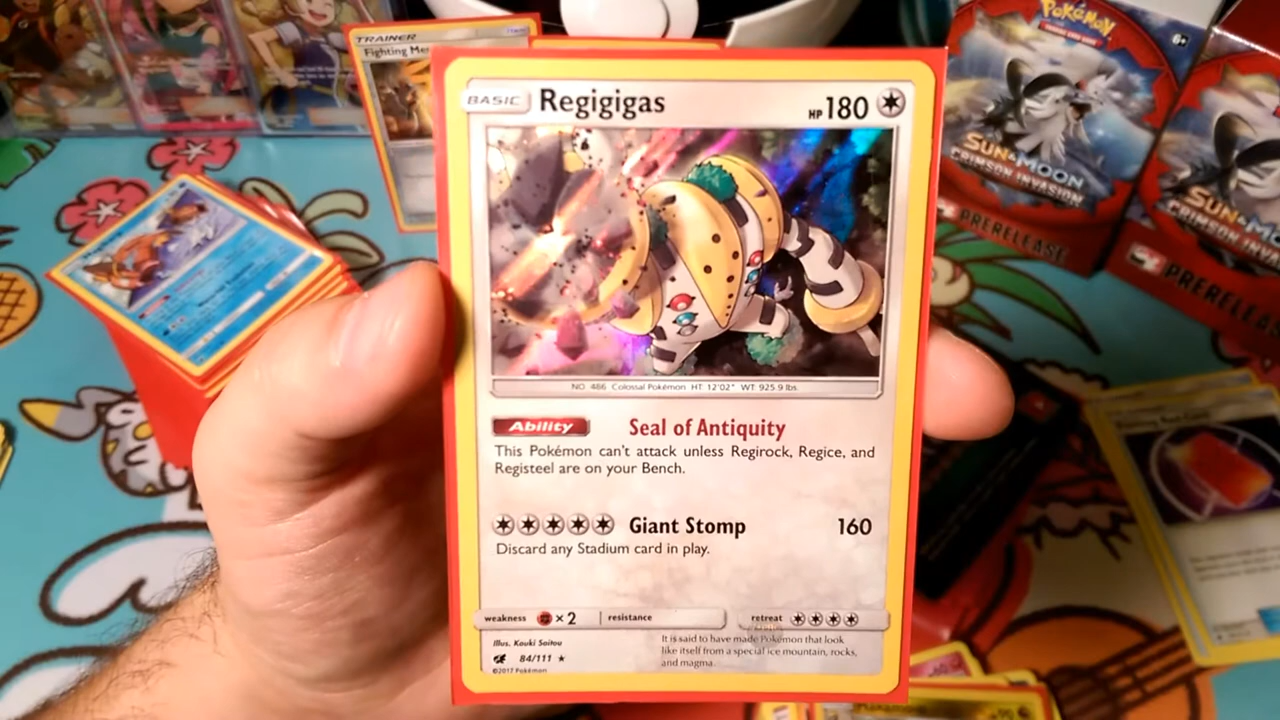 TRAINER
Fighting Me
BASIC Regigigas HP 180
NO. 486 Colossal Pokémon HT: 12'02" WT: 925.9 lbs.
Ability Seal of Antiquity
This Pokémon can't attack unless Regirock, Regice, and
Registeel are on your Bench.
Giant Stomp 160
Discard any Stadium card in play.
weakness ×2 resistance retreat
Illus. Kouki Saitou
84/111
©2017 Pokémon
It is said to have made Pokémon that look
like itself from a special ice mountain, rocks,
and magma.
Pokémon
6+
SUN & MOON
CRIMSON INVASION
PRERELEASE
SUN & MO
CRIMSON INVA
PRERELE